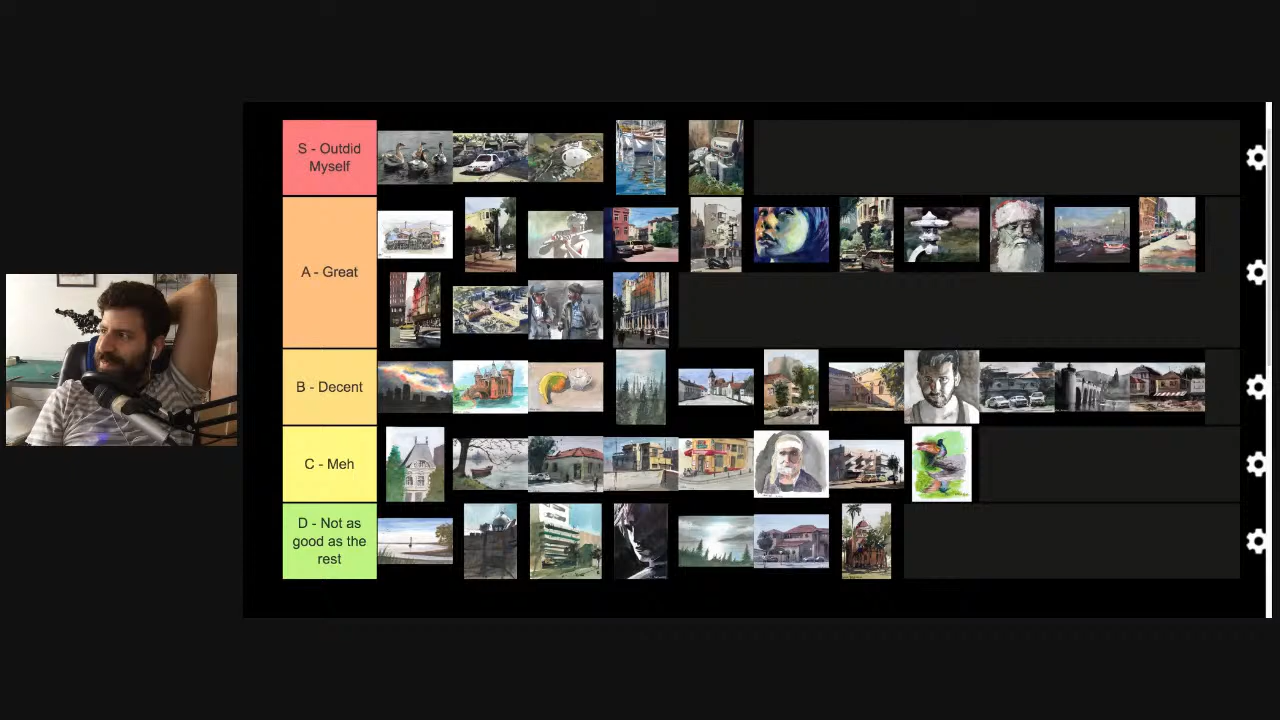 S - Outdid
Myself
A - Great
B - Decent
C - Meh
D - Not as
good as the
rest